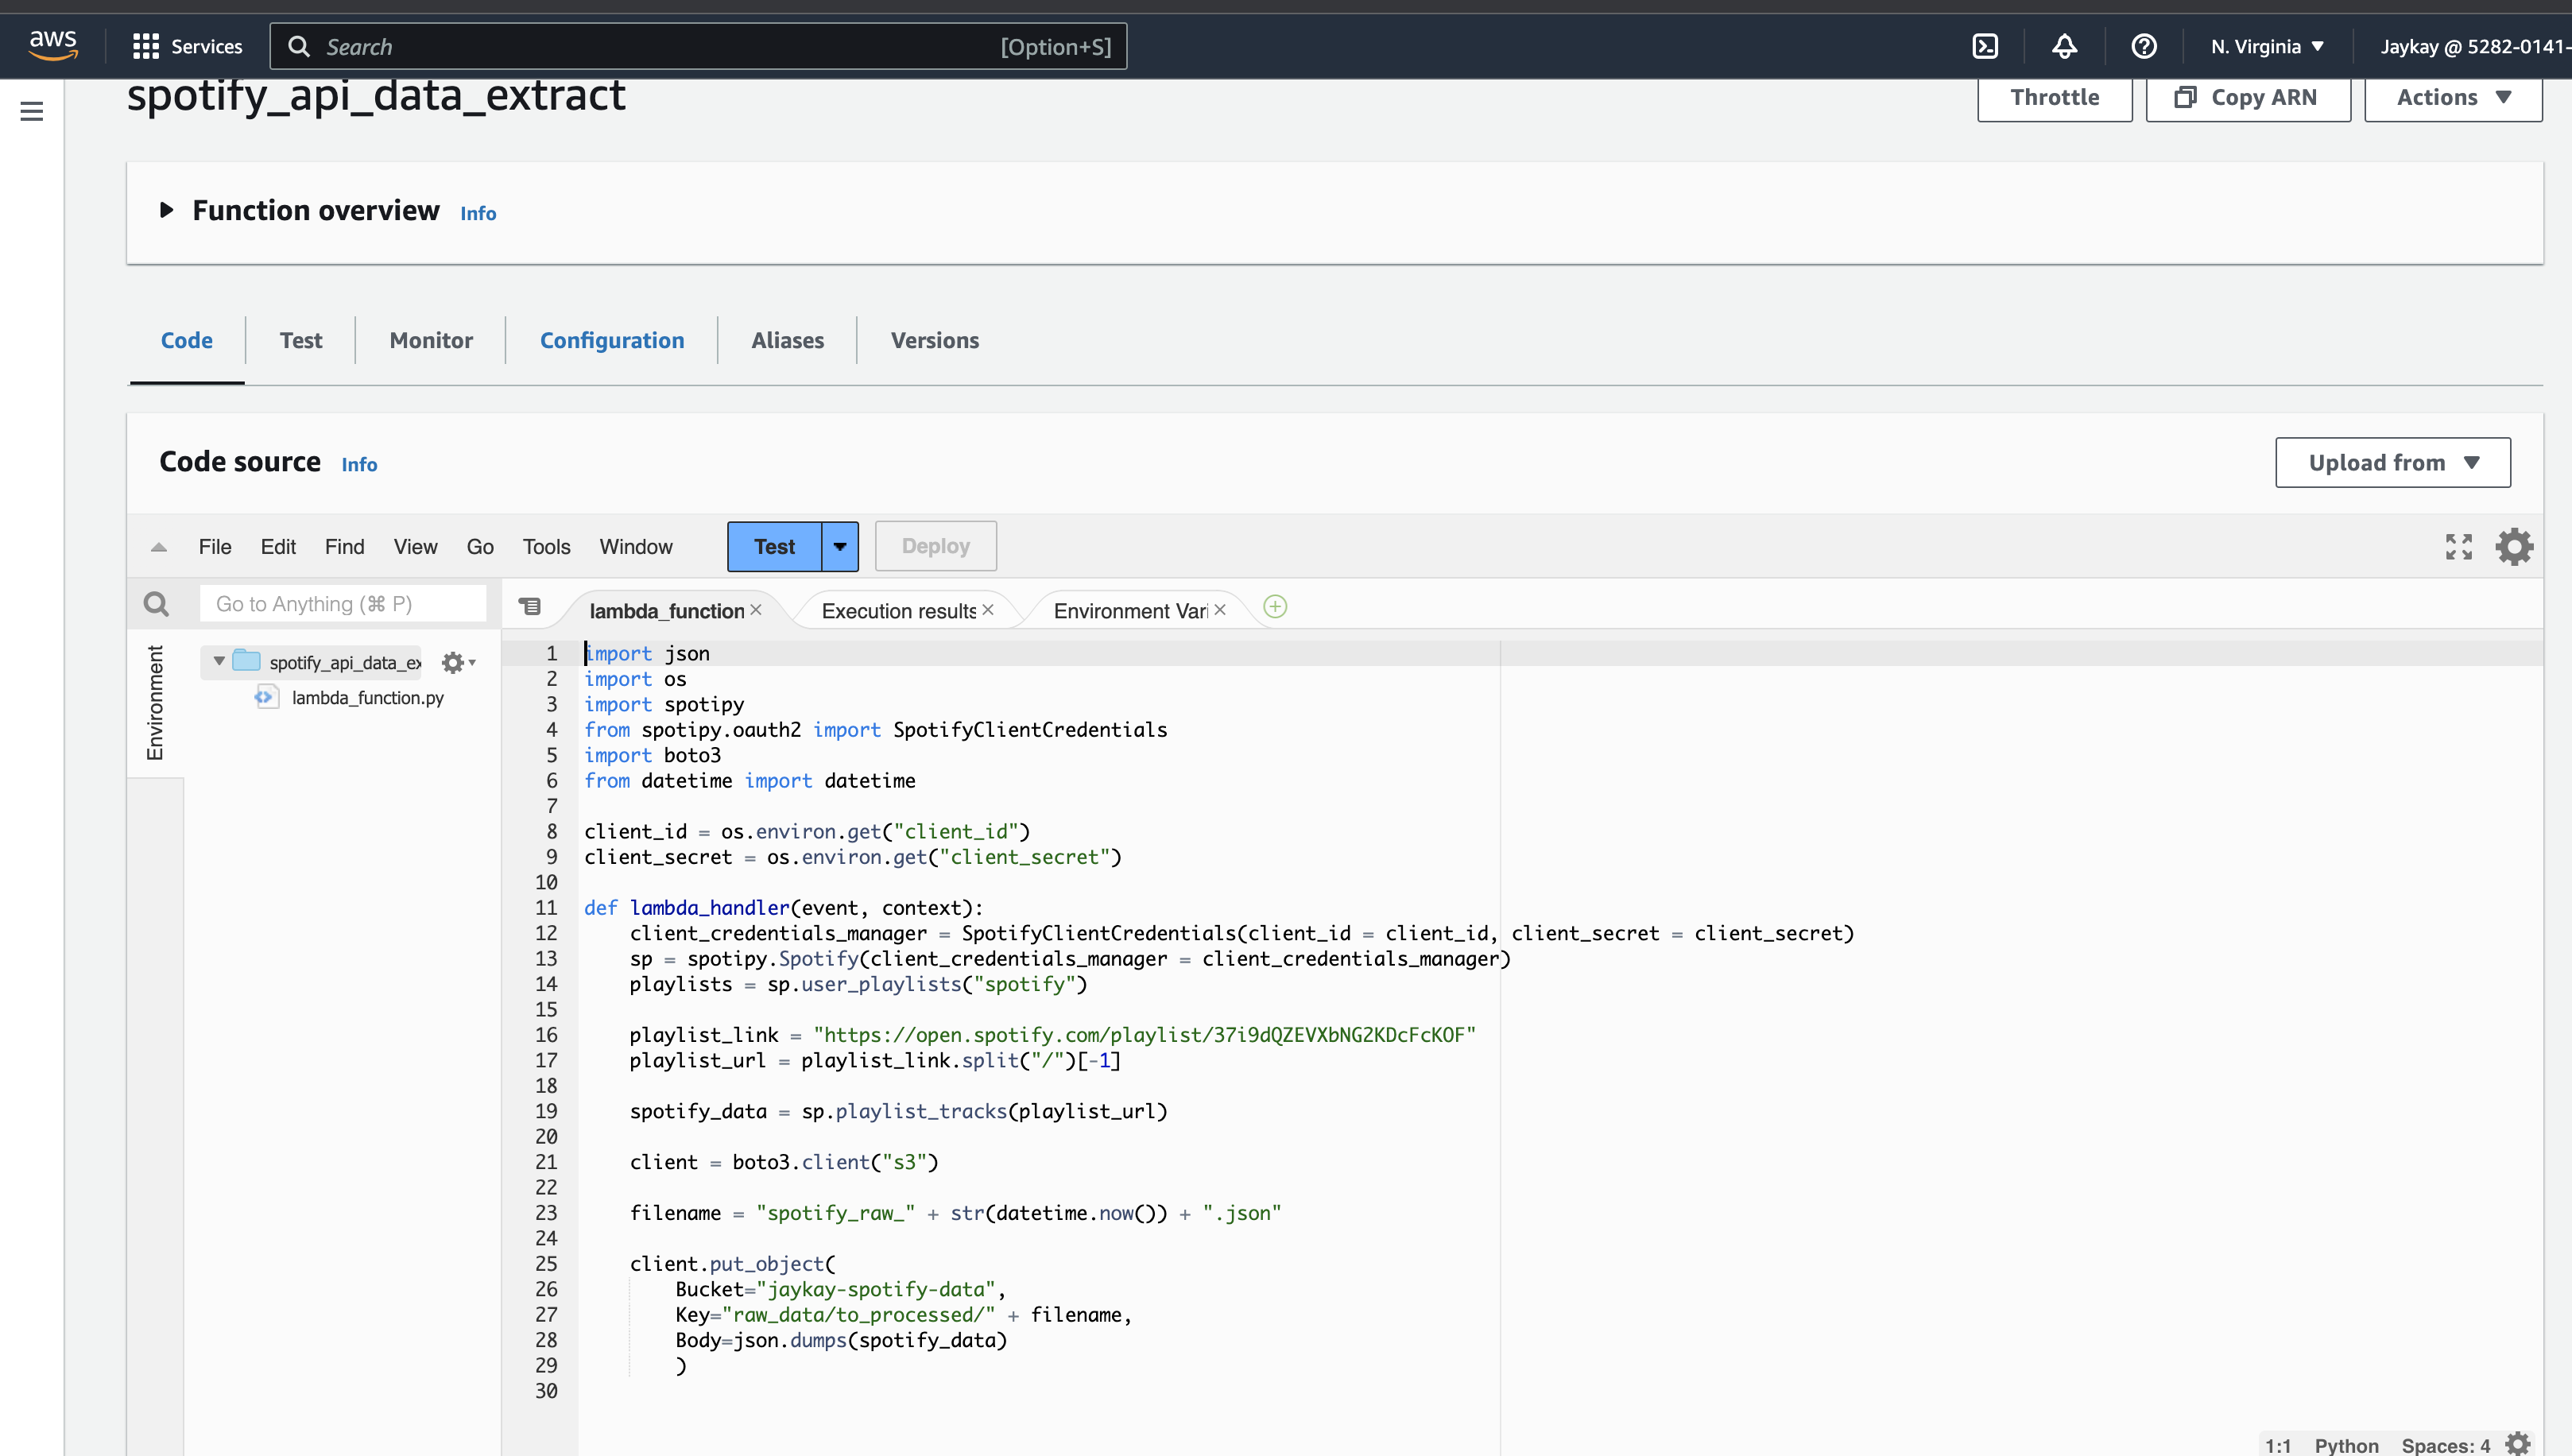 aws Services Search [Option+S] N. Virginia ▼ Jaykay @ 5282-0141-
spotify_api_data_extract
Throttle Copy ARN Actions ▼
Function overview Info
Code Test Monitor Configuration Aliases Versions
Code source Info
Upload from ▼
File Edit Find View Go Tools Window Test Deploy
Go to Anything (⌘ P)
lambda_function × Execution results × Environment Vari ×
Environment
spotify_api_data_ex
lambda_function.py
1 import json
2 import os
3 import spotipy
4 from spotipy.oauth2 import SpotifyClientCredentials
5 import boto3
6 from datetime import datetime
7
8 client_id = os.environ.get("client_id")
9 client_secret = os.environ.get("client_secret")
10
11 def lambda_handler(event, context):
12     client_credentials_manager = SpotifyClientCredentials(client_id = client_id, client_secret = client_secret)
13     sp = spotipy.Spotify(client_credentials_manager = client_credentials_manager)
14     playlists = sp.user_playlists("spotify")
15
16     playlist_link = "https://open.spotify.com/playlist/37i9dQZEVXbNG2KDcFcKOF"
17     playlist_url = playlist_link.split("/")[-1]
18
19     spotify_data = sp.playlist_tracks(playlist_url)
20
21     client = boto3.client("s3")
22
23     filename = "spotify_raw_" + str(datetime.now()) + ".json"
24
25     client.put_object(
26         Bucket="jaykay-spotify-data",
27         Key="raw_data/to_processed/" + filename,
28         Body=json.dumps(spotify_data)
29         )
30
1:1 Python Spaces: 4